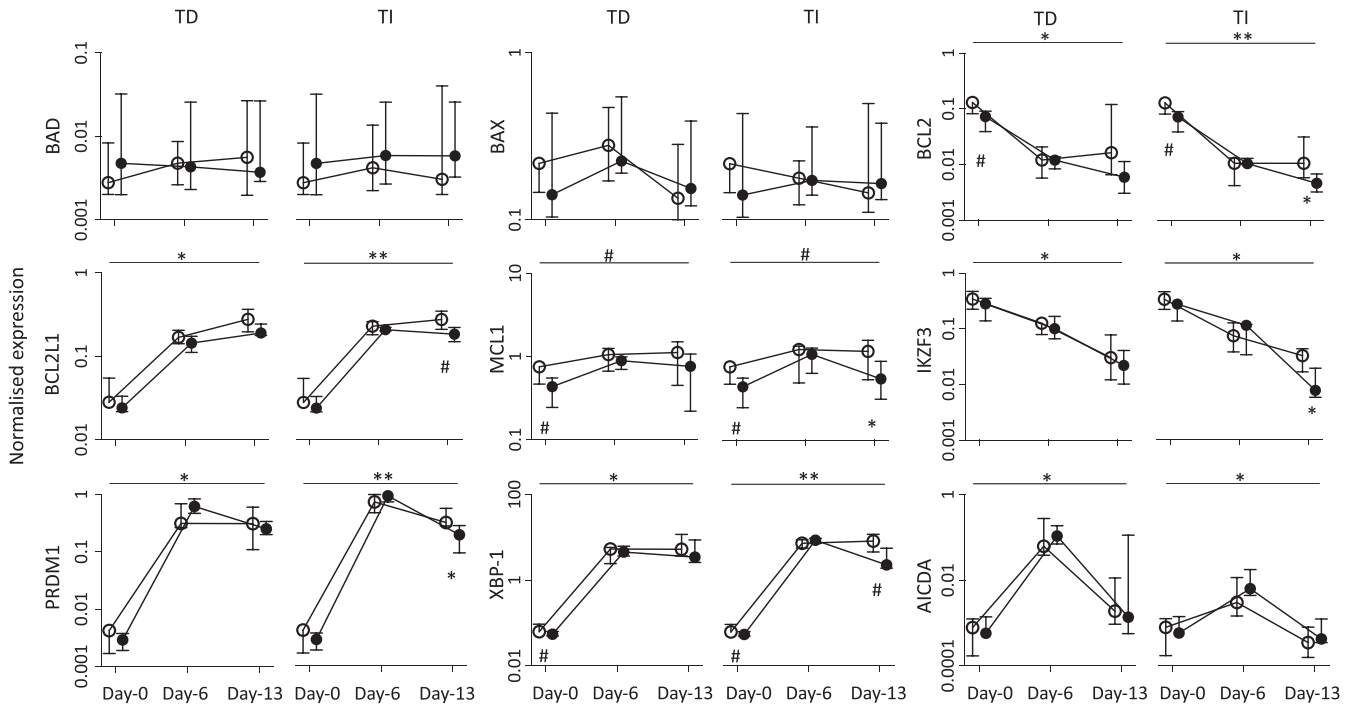 TD TI TD TI TD TI
* **
0.1 1 1
BAD 0.01 BAX BCL2 0.1
# #
0.01
*
0.001 0.1 0.001
* ** # # * *
1 10 1
Normalised expression
BCL2L1 0.1 MCL1 1 IKZF3 0.1
# 0.01
# # * *
0.01 0.1 0.001
* ** * ** * *
1 100 1
PRDM1 0.1 XBP-1 1 AICDA 0.01
* #
0.01
# #
0.001 0.01 0.0001
Day-0 Day-6 Day-13 Day-0 Day-6 Day-13 Day-0 Day-6 Day-13 Day-0 Day-6 Day-13 Day-0 Day-6 Day-13 Day-0 Day-6 Day-13